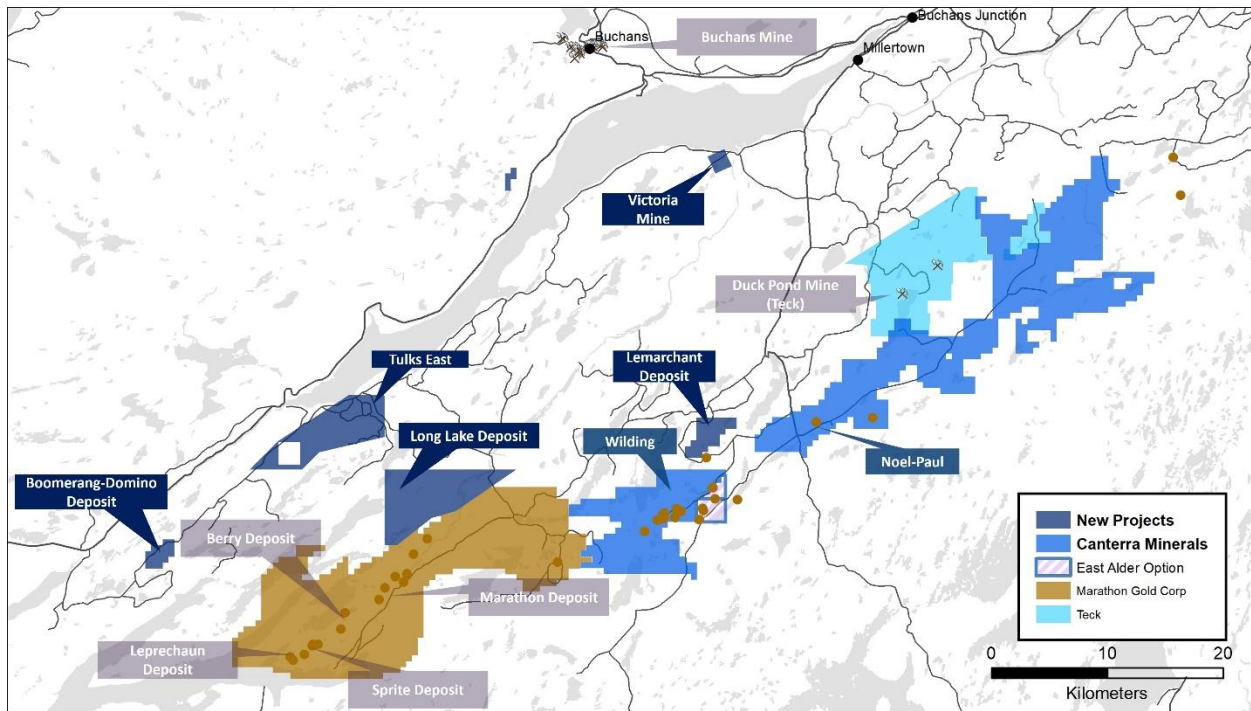 Buchans Junction
Buchans
Buchans Mine
Millertown
Victoria
Mine
Duck Pond Mine
(Teck)
Tulks East
Lemarchant
Deposit
Long Lake Deposit
Wilding
Noel-Paul
Boomerang-Domino
Deposit
Berry Deposit
Marathon Deposit
Leprechaun
Deposit
Sprite Deposit
New Projects
Canterra Minerals
East Alder Option
Marathon Gold Corp
Teck
0 10 20
Kilometers